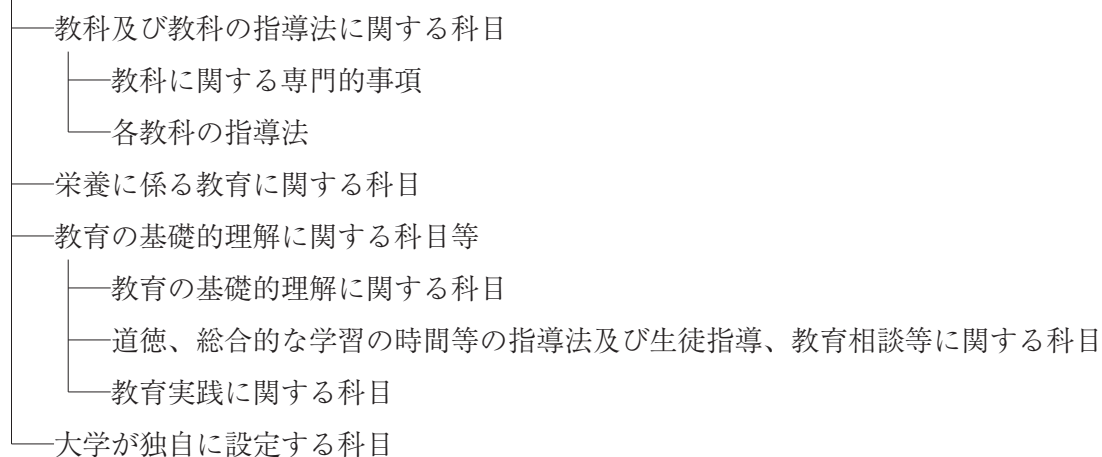 教科及び教科の指導法に関する科目
教科に関する専門的事項
各教科の指導法
栄養に係る教育に関する科目
教育の基礎的理解に関する科目等
教育の基礎的理解に関する科目
道徳、総合的な学習の時間等の指導法及び生徒指導、教育相談等に関する科目
教育実践に関する科目
大学が独自に設定する科目